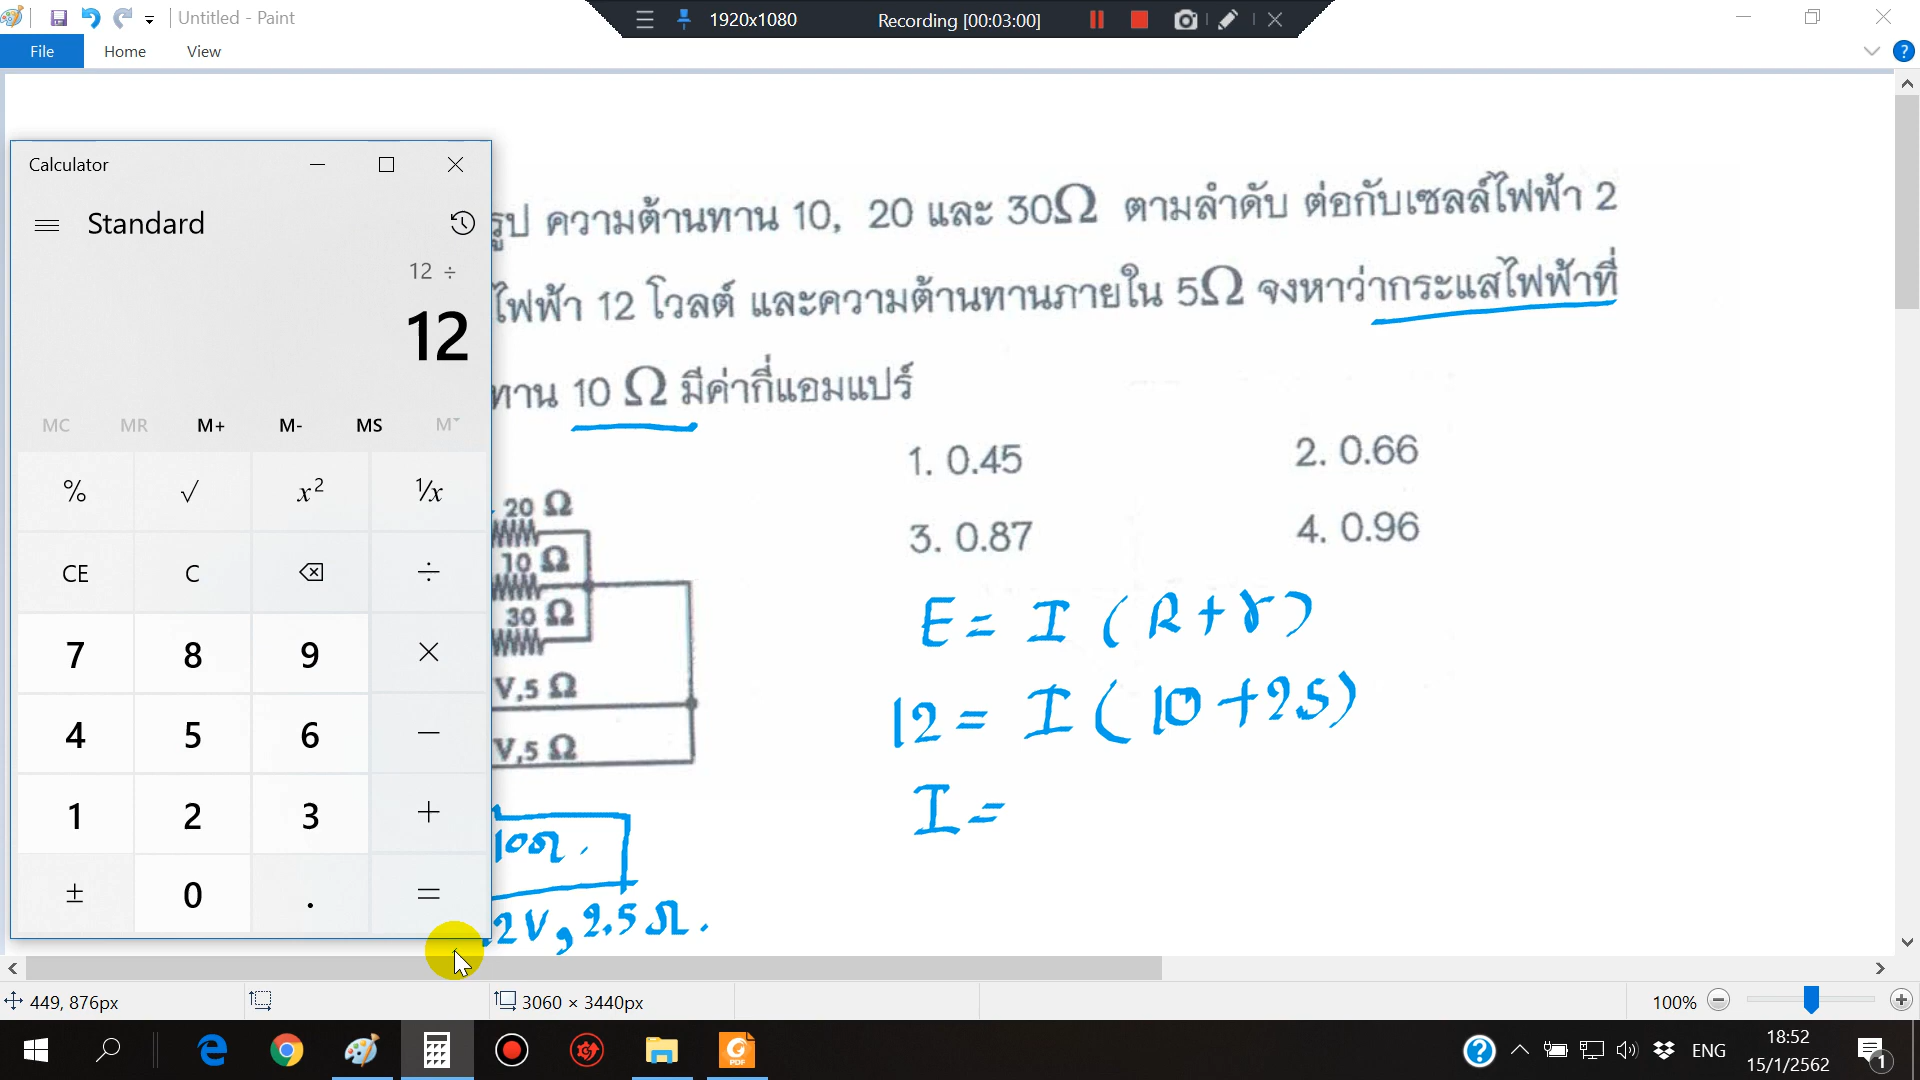 Untitled - Paint
1920x1080
Recording [00:03:00]
File
Home
View
Calculator
Standard
12 ÷
12
MC MR M+ M- MS M˅
% √ x² ¹/x
CE C ⌫ ÷
7 8 9 ×
4 5 6 −
1 2 3 +
± 0 . =
รูป ความต้านทาน 10, 20 และ 30Ω ตามลำดับ ต่อกับเซลล์ไฟฟ้า 2
ไฟฟ้า 12 โวลต์ และความต้านทานภายใน 5Ω จงหาว่ากระแสไฟฟ้าที่
ทาน 10 Ω มีค่ากี่แอมแปร์
1. 0.45
2. 0.66
3. 0.87
4. 0.96
20 Ω
10 Ω
30 Ω
V,5 Ω
V,5 Ω
E = I (R+r)
12 = I (10+25)
I =
10Ω.
2V, 2.5Ω.
449, 876px
3060 × 3440px
100%
ENG
18:52
15/1/2562
1
PDF